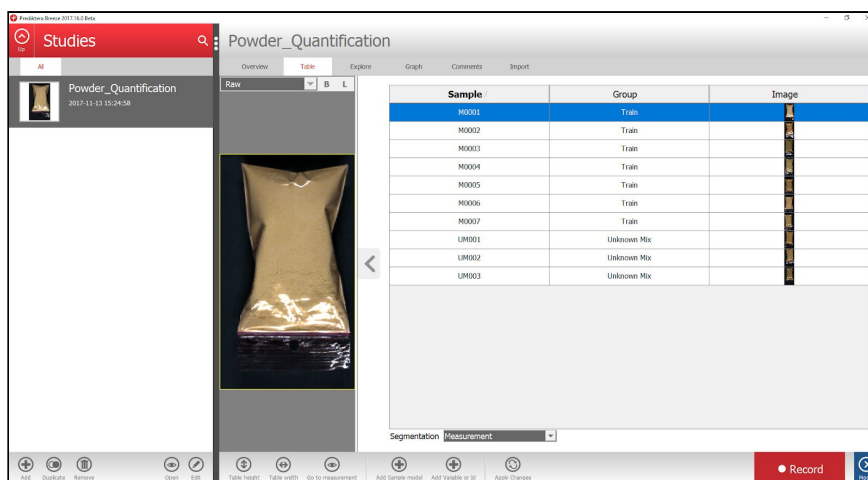 Prediktera Breeze 2017.16.0 Beta
Up
Studies
Powder_Quantification
All
Overview
Table
Explore
Graph
Comments
Import
Powder_Quantification
2017-11-13 15:24:58
Raw
B
L
Sample
Group
Image
M0001
Train
M0002
Train
M0003
Train
M0004
Train
M0005
Train
M0006
Train
M0007
Train
UM001
Unknown Mix
UM002
Unknown Mix
UM003
Unknown Mix
Segmentation
Measurement
Add
Duplicate
Remove
Open
Edit
Table height
Table width
Go to measurement
Add Sample model
Add Variable or Id
Apply Changes
Record